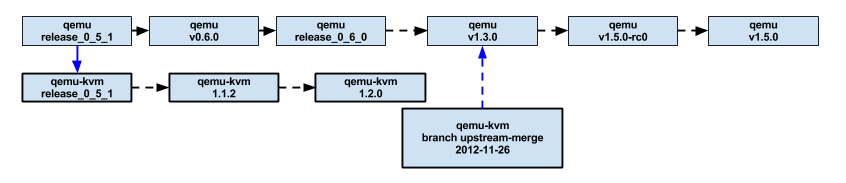 qemu
release_0_5_1
qemu
v0.6.0
qemu
release_0_6_0
qemu
v1.3.0
qemu
v1.5.0-rc0
qemu
v1.5.0
qemu-kvm
release_0_5_1
qemu-kvm
1.1.2
qemu-kvm
1.2.0
qemu-kvm
branch upstream-merge
2012-11-26